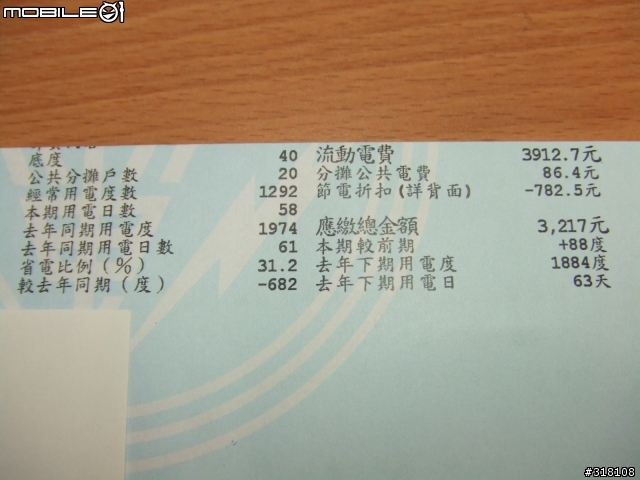 MOBILE01
底度 40 流動電費 3912.7元
公共分攤戶數 20 分攤公共電費 86.4元
經常用電度數 1292 節電折扣(詳背面) -782.5元
本期用電日數 58
去年同期用電度 1974 應繳總金額 3,217元
去年同期用電日數 61 本期較前期 +88度
省電比例(%) 31.2 去年下期用電度 1884度
較去年同期(度) -682 去年下期用電日 63天
#318108